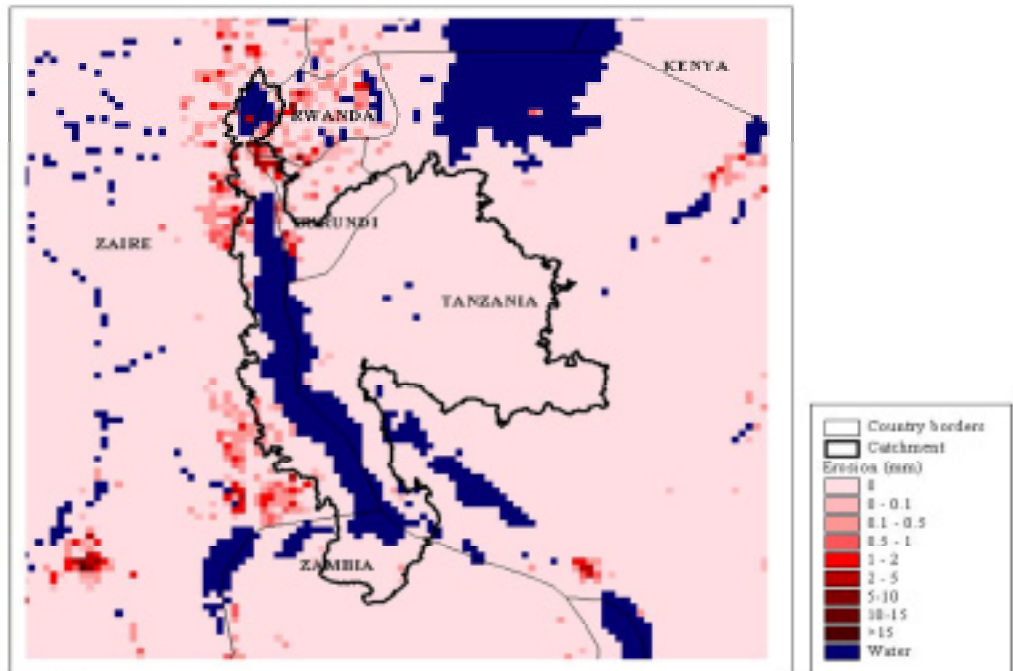 KENYA
RWANDA
BURUNDI
ZAIRE
TANZANIA
ZAMBIA
Country borders
Catchment
Erosion (mm)
0
0 - 0.1
0.1 - 0.5
0.5 - 1
1 - 2
2 - 5
5-10
10-15
>15
Water